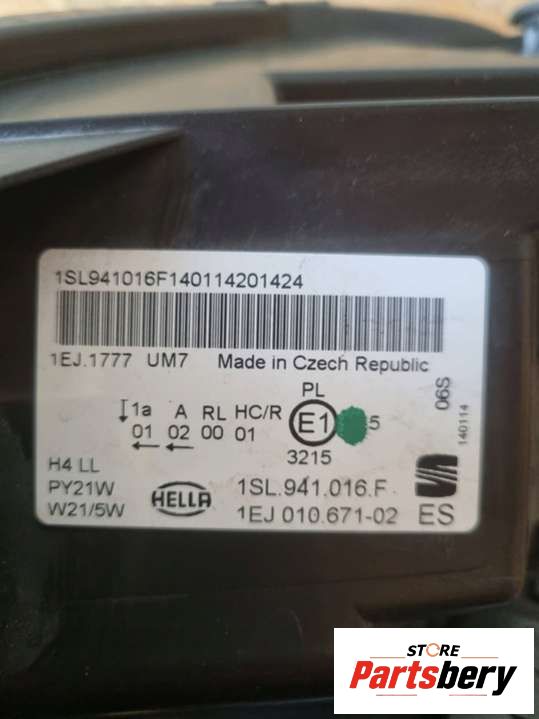 1SL941016F140114201424
1EJ.1777 UM7 Made in Czech Republic
PL
1a A RL HC/R E1 5
01 02 00 01
3215
06S
140114
H4 LL
PY21W HELLA 1SL.941.016.F
W21/5W 1EJ 010.671-02 ES
STORE
Partsbery